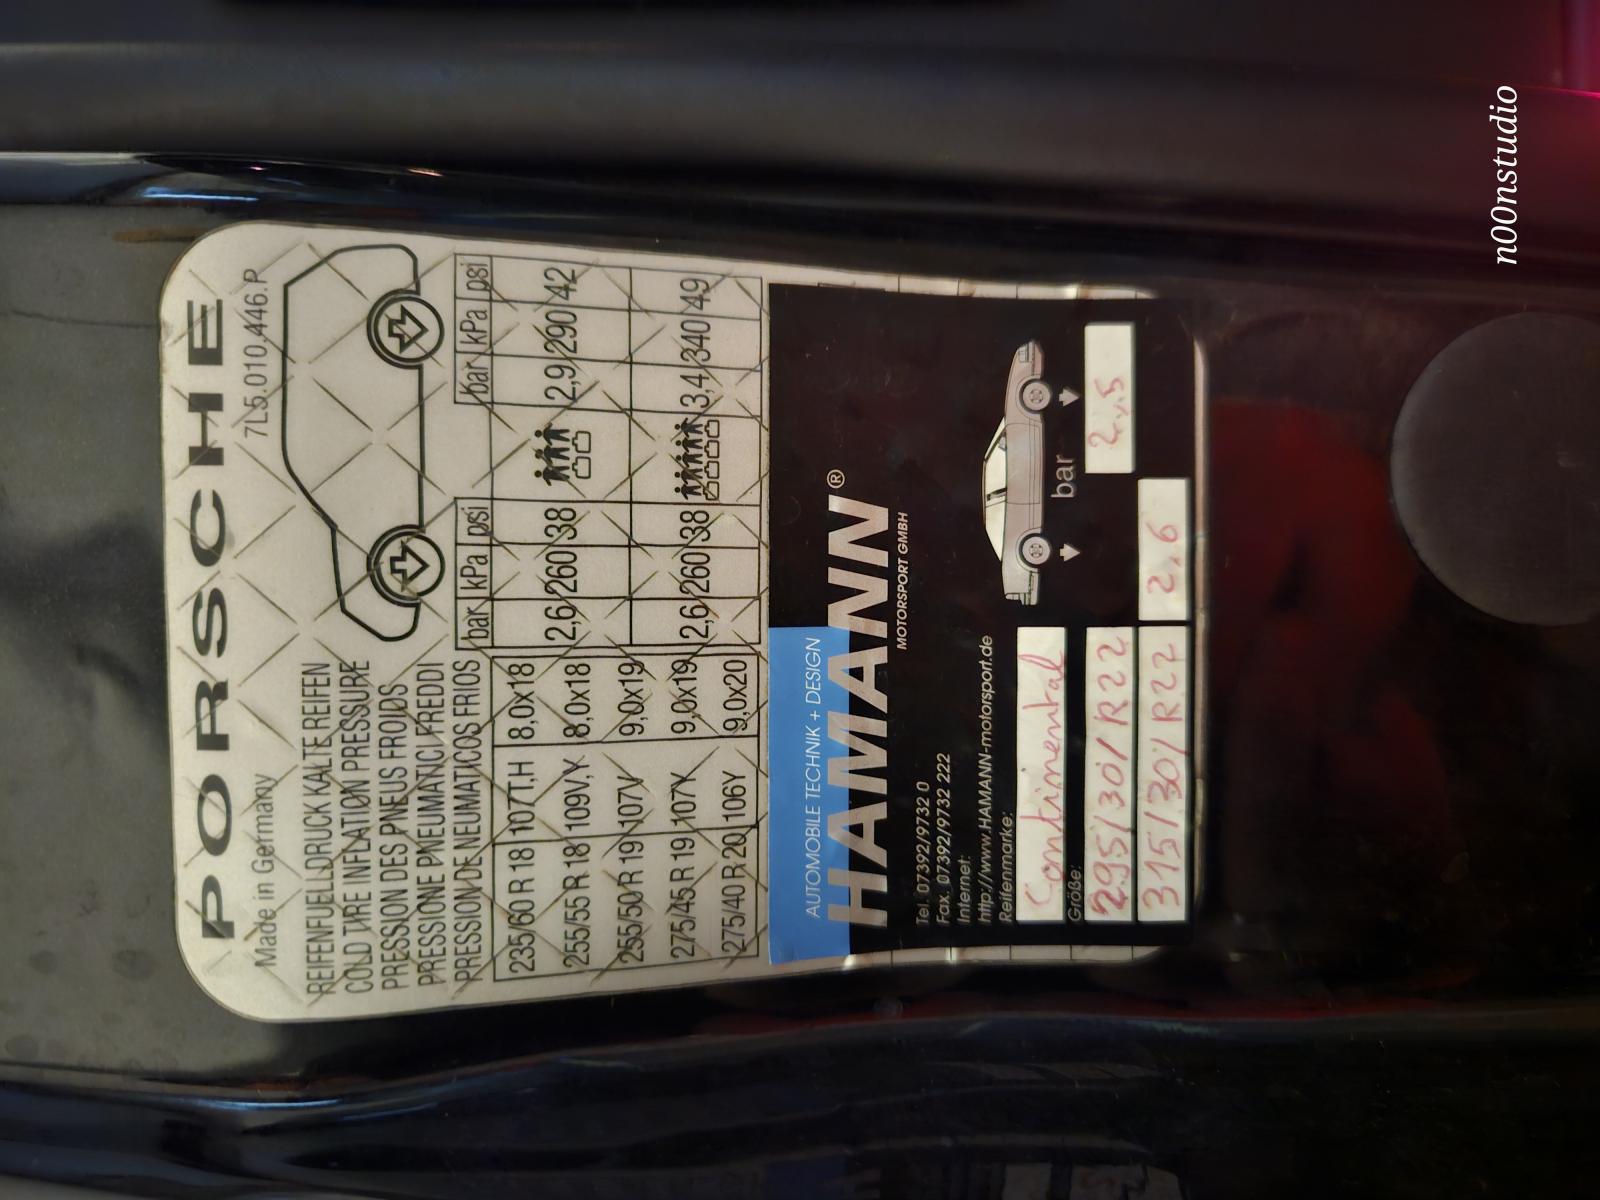 PORSCHE
Made in Germany
7L5.010.446.P
REIFENFUELLDRUCK KALTE REIFEN
COLD TIRE INFLATION PRESSURE
PRESSION DES PNEUS FROIDS
PRESSIONE PNEUMATICI FREDDI
PRESION DE NEUMATICOS FRIOS
bar kPa psi bar kPa psi
235/60 R 18 107T,H 8,0x18
255/55 R 18 109V,Y 8,0x18 2,6 260 38 2,9 290 42
255/50 R 19 107V 9,0x19
275/45 R 19 107Y 9,0x19 2,6 260 38 3,4 340 49
275/40 R 20 106Y 9,0x20
AUTOMOBILE TECHNIK + DESIGN
HAMANN®
MOTORSPORT GMBH
Tel. 07392/9732 0
Fax. 07392/9732 222
Internet:
http://www.HAMANN-motorsport.de
Reifenmarke:
Continental
bar
Größe:
295/30/R22 2,5
315/30/R22 2,6
n00nstudio